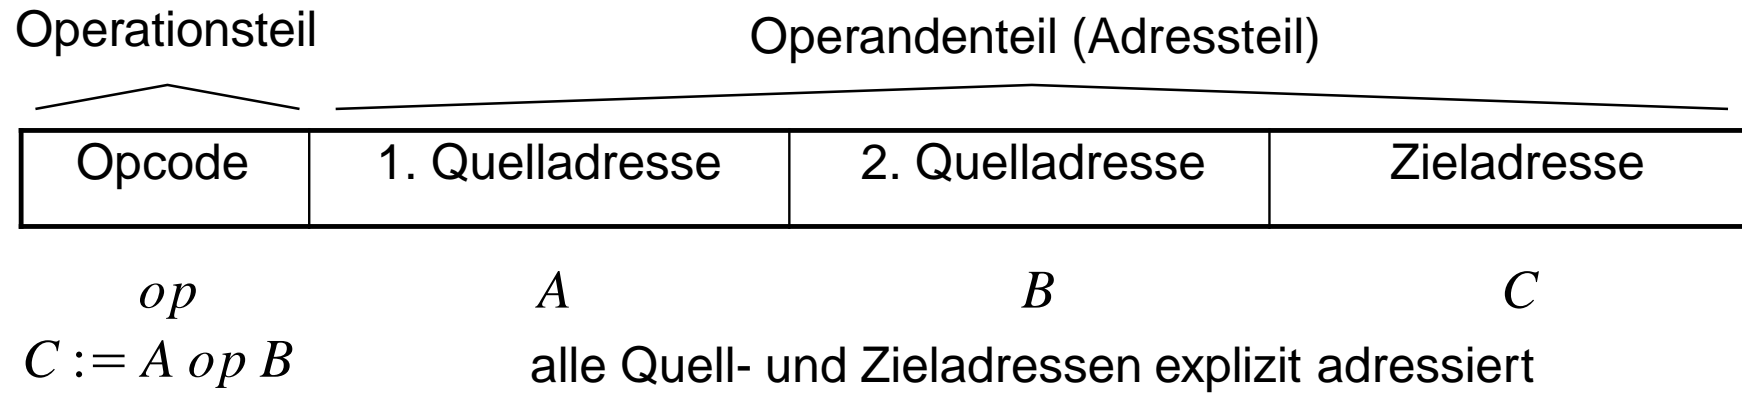 Operationsteil
Operandenteil (Adressteil)
Opcode
1. Quelladresse
2. Quelladresse
Zieladresse
op
A
B
C
C := A op B
alle Quell- und Zieladressen explizit adressiert